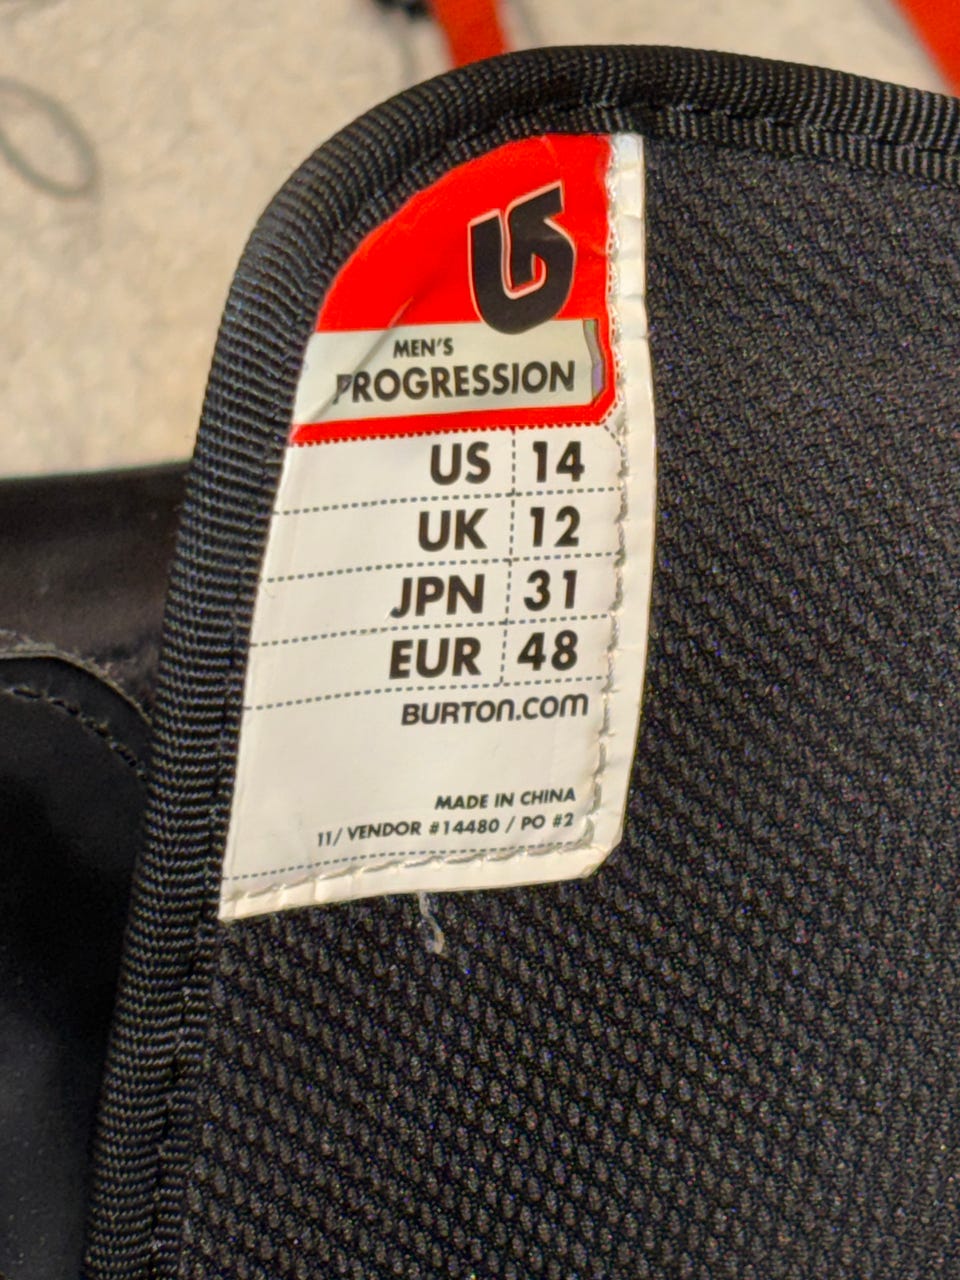 MEN'S
PROGRESSION
US 14
UK 12
JPN 31
EUR 48
BURTON.COM
MADE IN CHINA
11/ VENDOR #14480 / PO #2